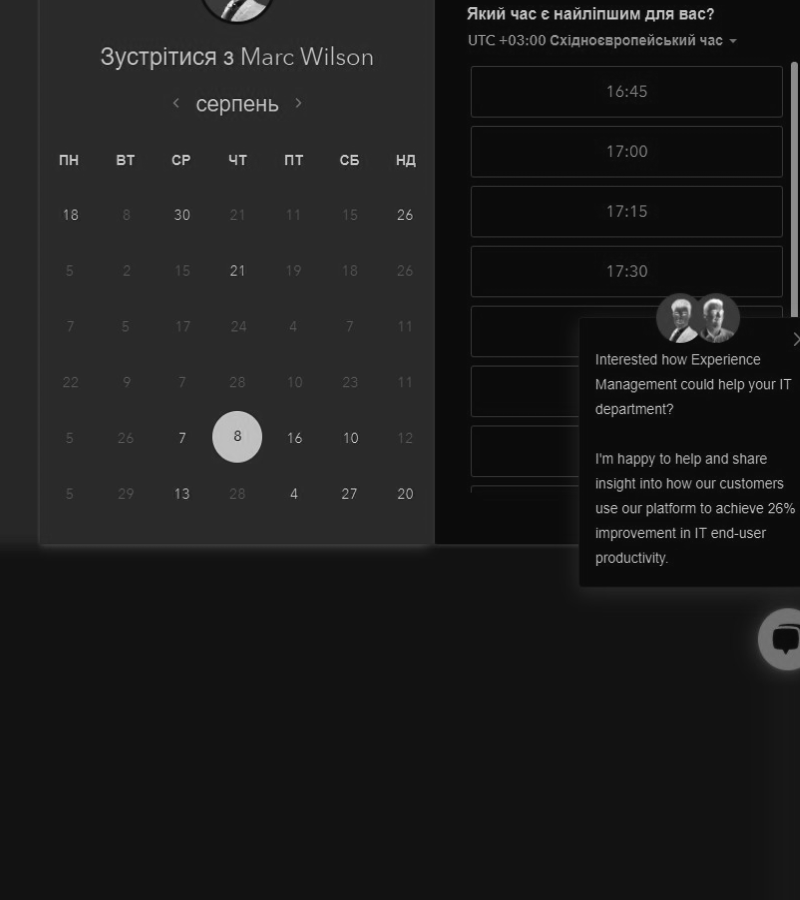 Зустрітися з Marc Wilson
серпень
ПН ВТ СР ЧТ ПТ СБ НД
18 8 30 21 11 15 26
5 2 15 21 19 18 26
7 5 17 24 4 7 11
22 9 7 28 10 23 11
5 26 7 8 16 10 12
5 29 13 28 4 27 20
Який час є найліпшим для вас?
UTC +03:00 Східноєвропейський час
16:45
17:00
17:15
17:30
Interested how Experience
Management could help your IT
department?
I'm happy to help and share
insight into how our customers
use our platform to achieve 26%
improvement in IT end-user
productivity.